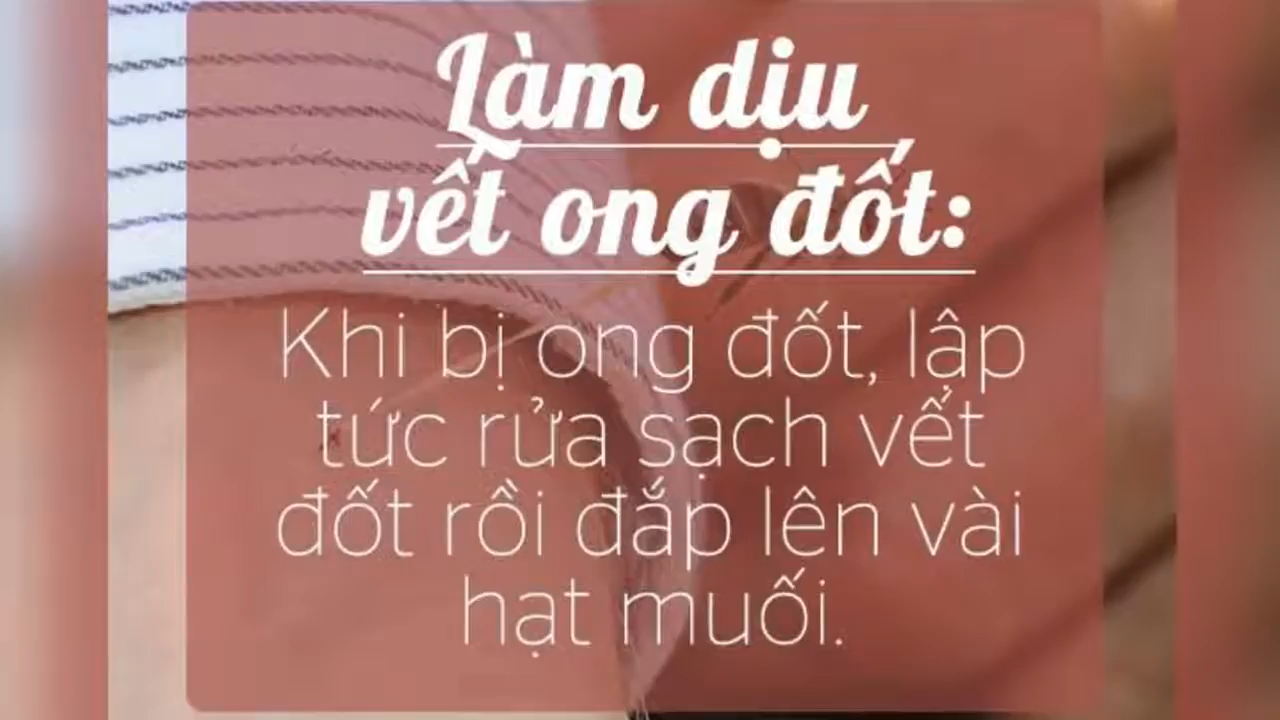 Làm dịu
vết ong đốt:
Khi bị ong đốt, lập
tức rửa sạch vết
đốt rồi đắp lên vài
hạt muối.